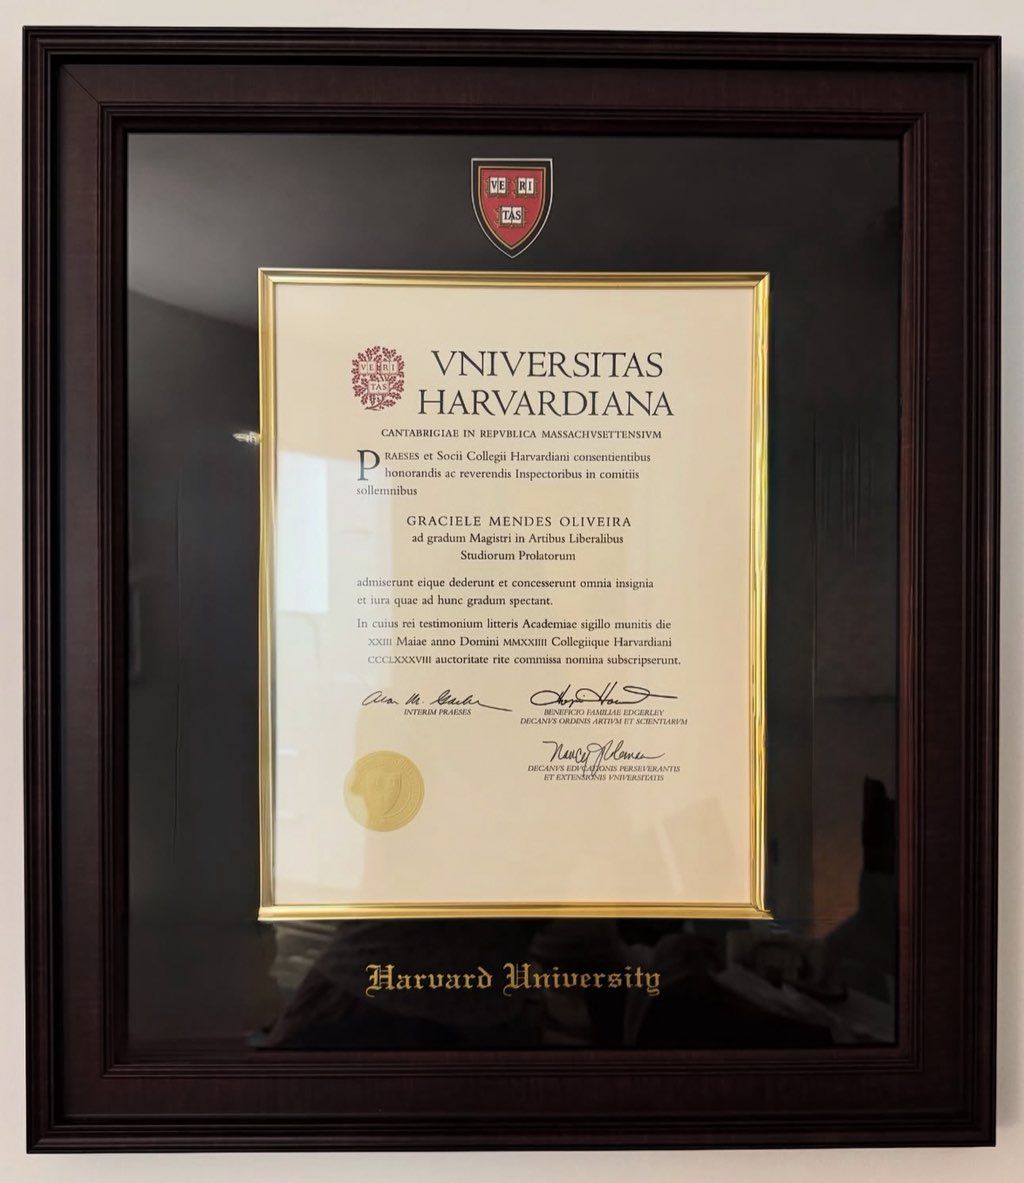 VE RI
TAS
VE RI
TAS
VNIVERSITAS
HARVARDIANA
CANTABRIGIAE IN REPVBLICA MASSACHVSETTENSIVM
PRAESES et Socii Collegii Harvardiani consentientibus
honorandis ac reverendis Inspectoribus in comitiis
sollemnibus
GRACIELE MENDES OLIVEIRA
ad gradum Magistri in Artibus Liberalibus
Studiorum Prolatorum
admiserunt eique dederunt et concesserunt omnia insignia
et iura quae ad hunc gradum spectant.
In cuius rei testimonium litteris Academiae sigillo munitis die
XXIII Maiae anno Domini MMXXIIII Collegiique Harvardiani
CCCLXXXVIII auctoritate rite commissa nomina subscripserunt.
INTERIM PRAESES
BENEFICIO FAMILIAE EDGERLEY
DECANVS ORDINIS ARTIVM ET SCIENTIARVM
DECANVS EDVCATIONIS PERSEVERANTIS
ET EXTENSIONIS VNIVERSITATIS
Harvard University